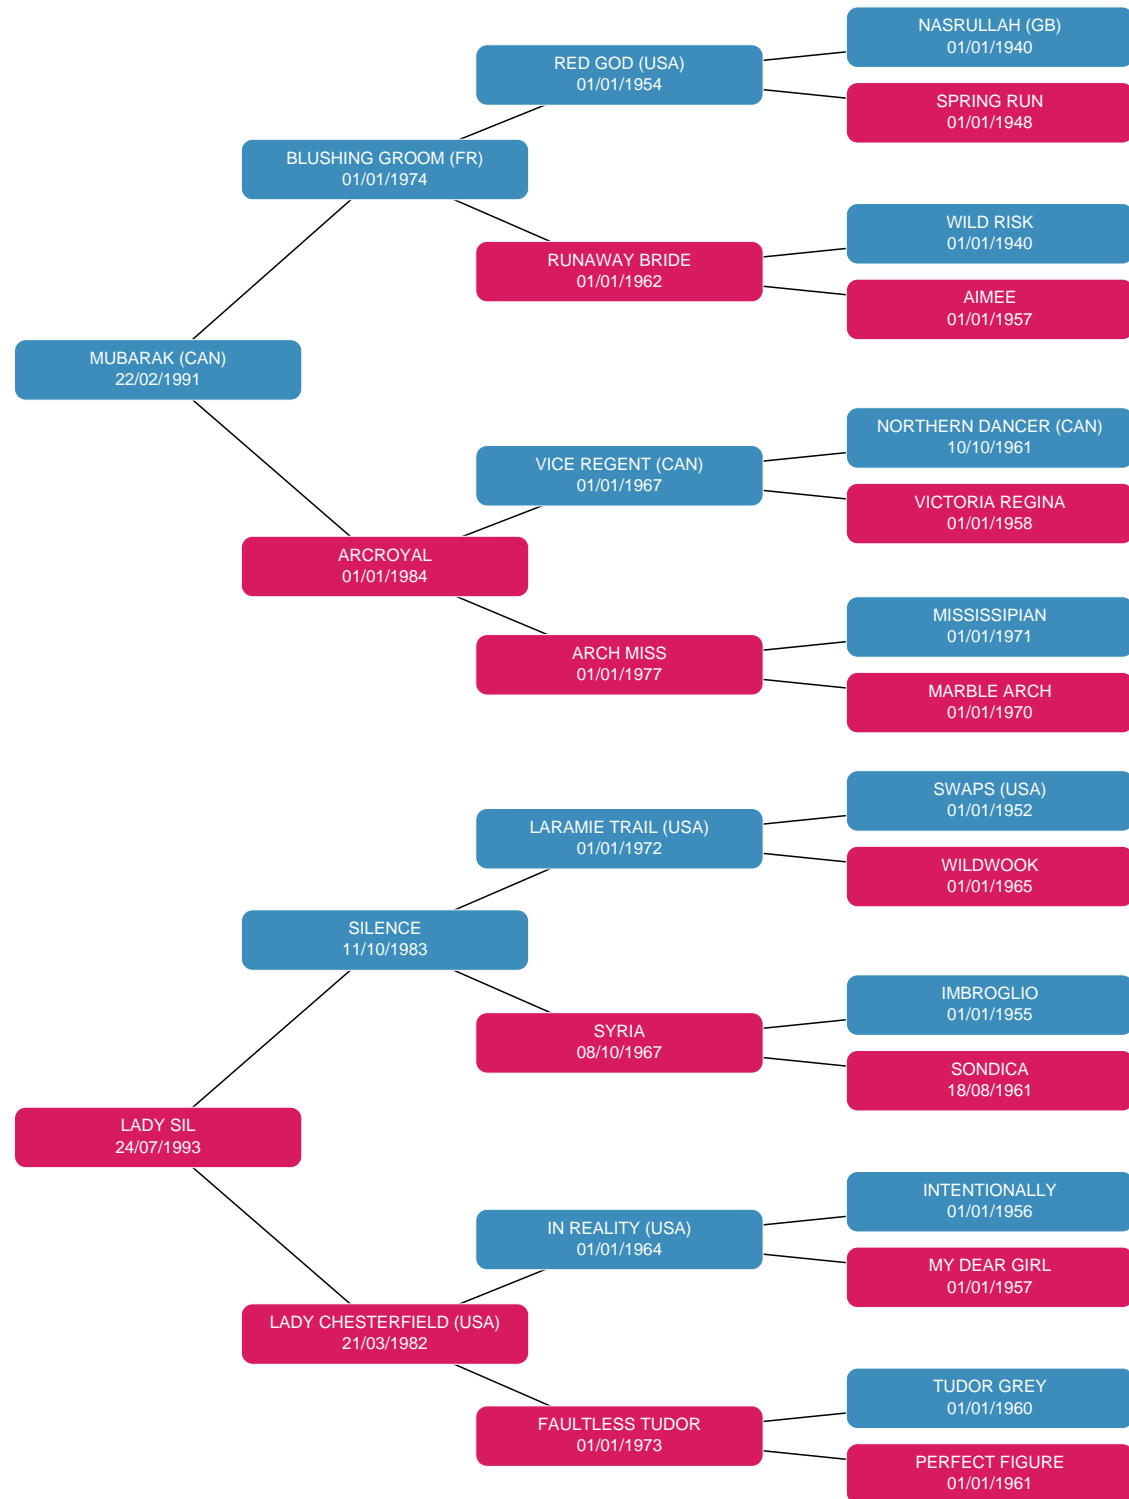 NASRULLAH (GB)
01/01/1940
RED GOD (USA)
01/01/1954
SPRING RUN
01/01/1948
BLUSHING GROOM (FR)
01/01/1974
WILD RISK
01/01/1940
RUNAWAY BRIDE
01/01/1962
AIMEE
01/01/1957
MUBARAK (CAN)
22/02/1991
NORTHERN DANCER (CAN)
10/10/1961
VICE REGENT (CAN)
01/01/1967
VICTORIA REGINA
01/01/1958
ARCROYAL
01/01/1984
MISSISSIPIAN
01/01/1971
ARCH MISS
01/01/1977
MARBLE ARCH
01/01/1970
SWAPS (USA)
01/01/1952
LARAMIE TRAIL (USA)
01/01/1972
WILDWOOK
01/01/1965
SILENCE
11/10/1983
IMBROGLIO
01/01/1955
SYRIA
08/10/1967
SONDICA
18/08/1961
LADY SIL
24/07/1993
INTENTIONALLY
01/01/1956
IN REALITY (USA)
01/01/1964
MY DEAR GIRL
01/01/1957
LADY CHESTERFIELD (USA)
21/03/1982
TUDOR GREY
01/01/1960
FAULTLESS TUDOR
01/01/1973
PERFECT FIGURE
01/01/1961